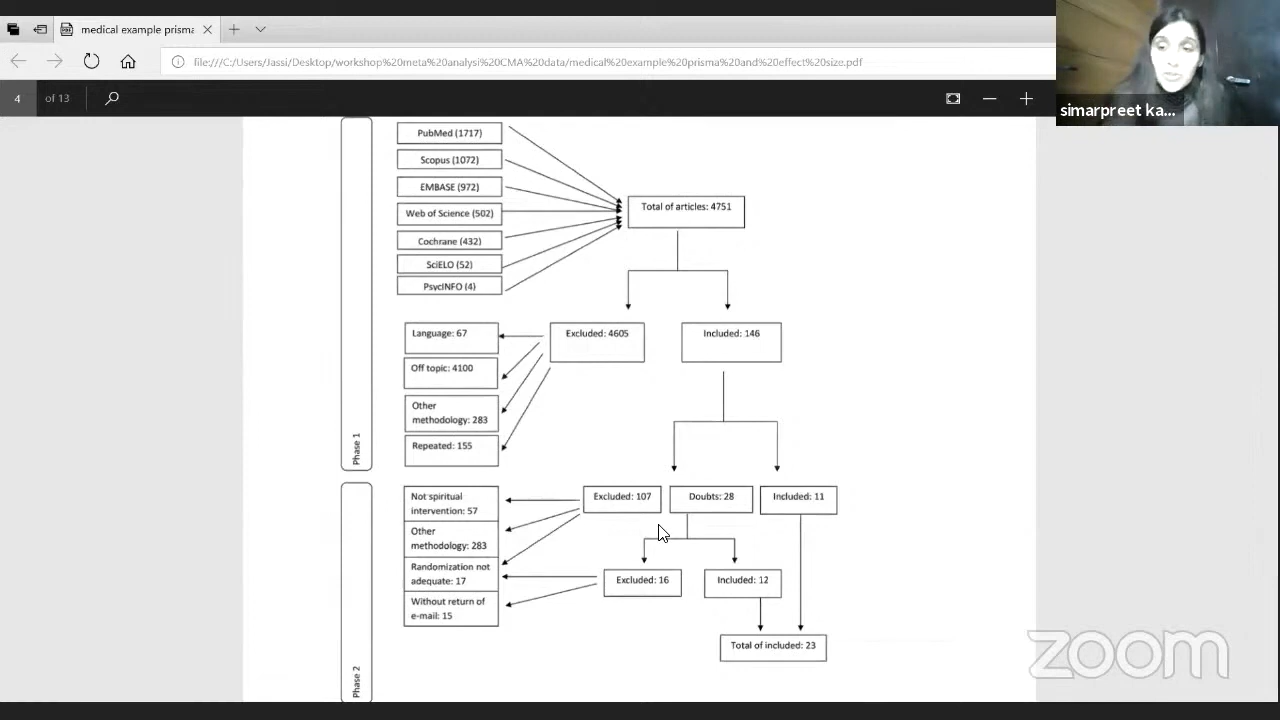 medical example prisma
file:///C:/Users/Jassi/Desktop/workshop%20meta%20analysis%20CMA%20data/medical%20example%20prisma%20and%20effect%20size.pdf
simarpreet ka...
4 of 13
PubMed (1717)
Scopus (1072)
EMBASE (972)
Web of Science (502)
Cochrane (432)
SciELO (52)
PsycINFO (4)
Total of articles: 4751
Language: 67
Off topic: 4100
Other
methodology: 283
Repeated: 155
Excluded: 4605
Included: 146
Phase 1
Not spiritual
intervention: 57
Other
methodology: 283
Randomization not
adequate: 17
Without return of
e-mail: 15
Excluded: 107
Doubts: 28
Included: 11
Excluded: 16
Included: 12
Total of included: 23
Phase 2
zoom